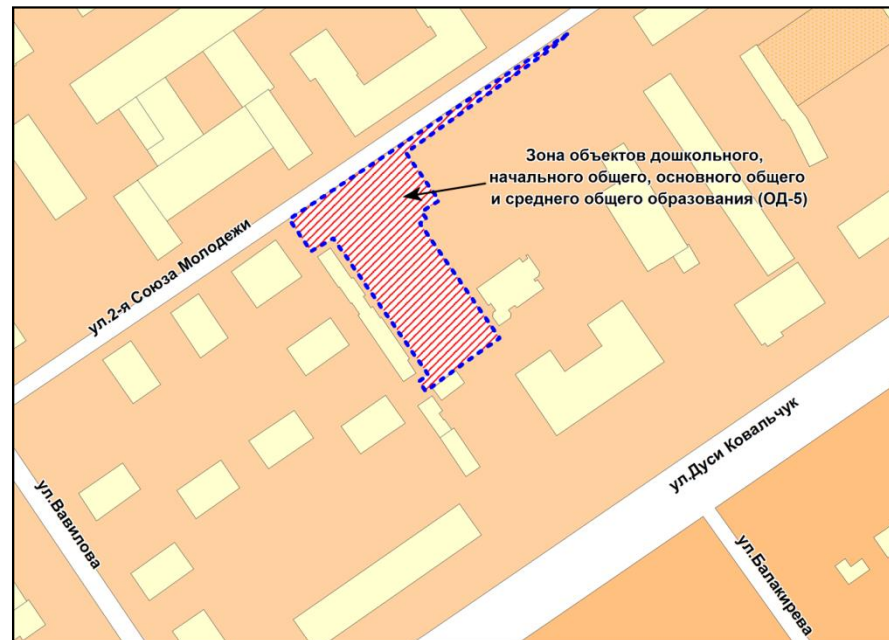 Зона объектов дошкольного,
начального общего, основного общего
и среднего общего образования (ОД-5)
ул.2-я Союза Молодежи
ул.Дуси Ковальчук
ул.Вавилова
ул.Балакирева